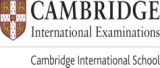 CAMBRIDGE
International Examinations
Cambridge International School